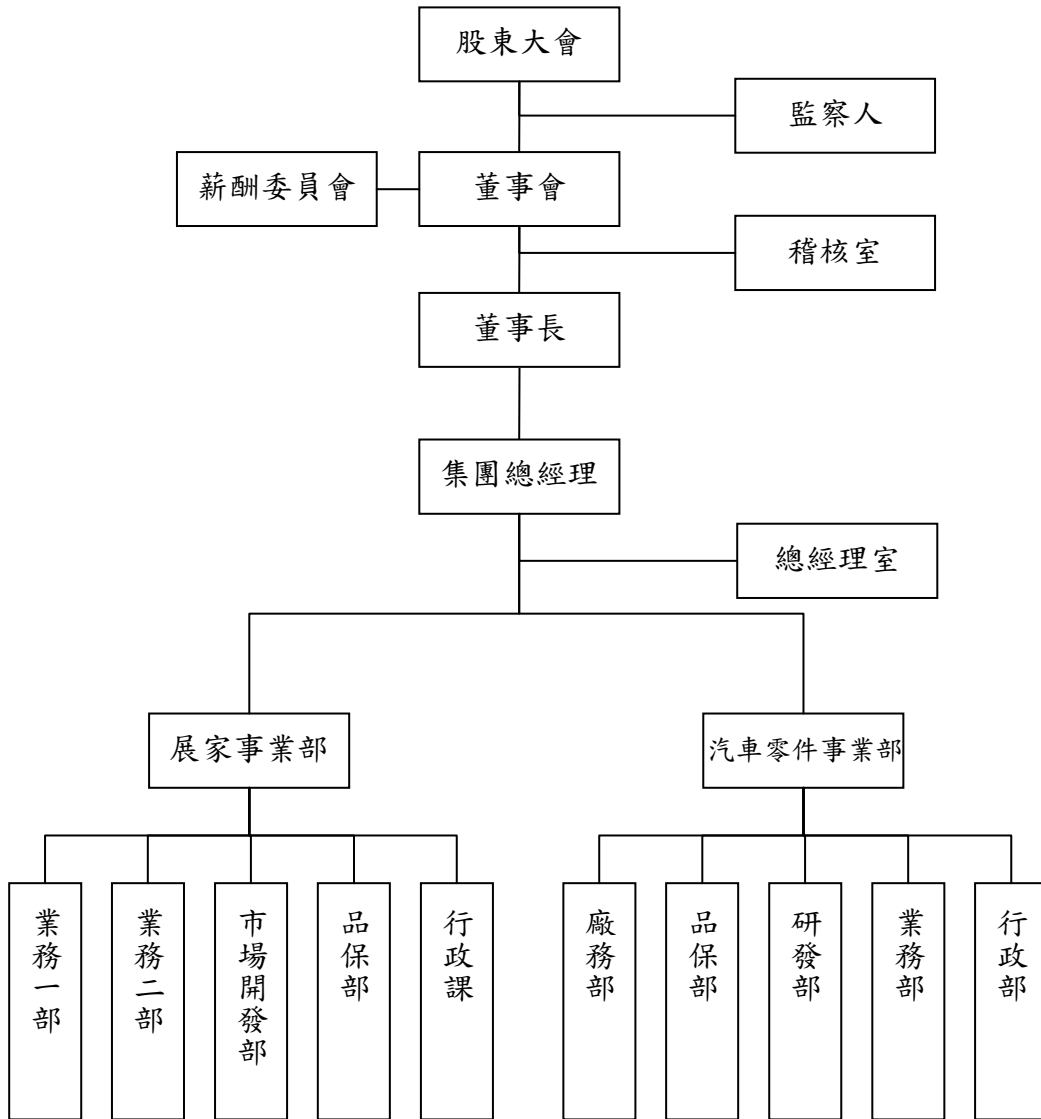 股東大會
監察人
薪酬委員會
董事會
稽核室
董事長
集團總經理
總經理室
展家事業部
汽車零件事業部
業務一部
業務二部
市場開發部
品保部
行政課
廠務部
品保部
研發部
業務部
行政部